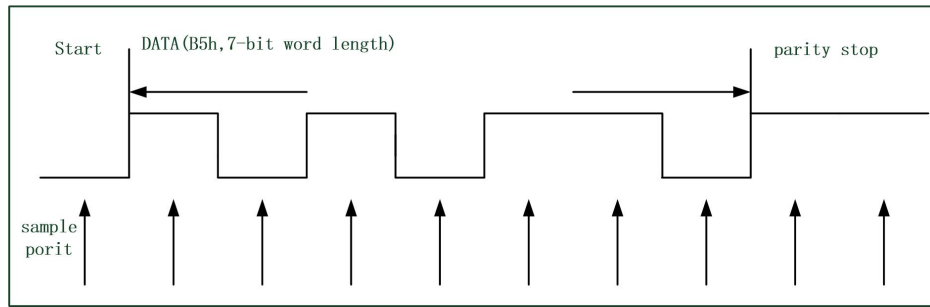 Start
DATA(B5h,7-bit word length)
parity stop
sample
porit